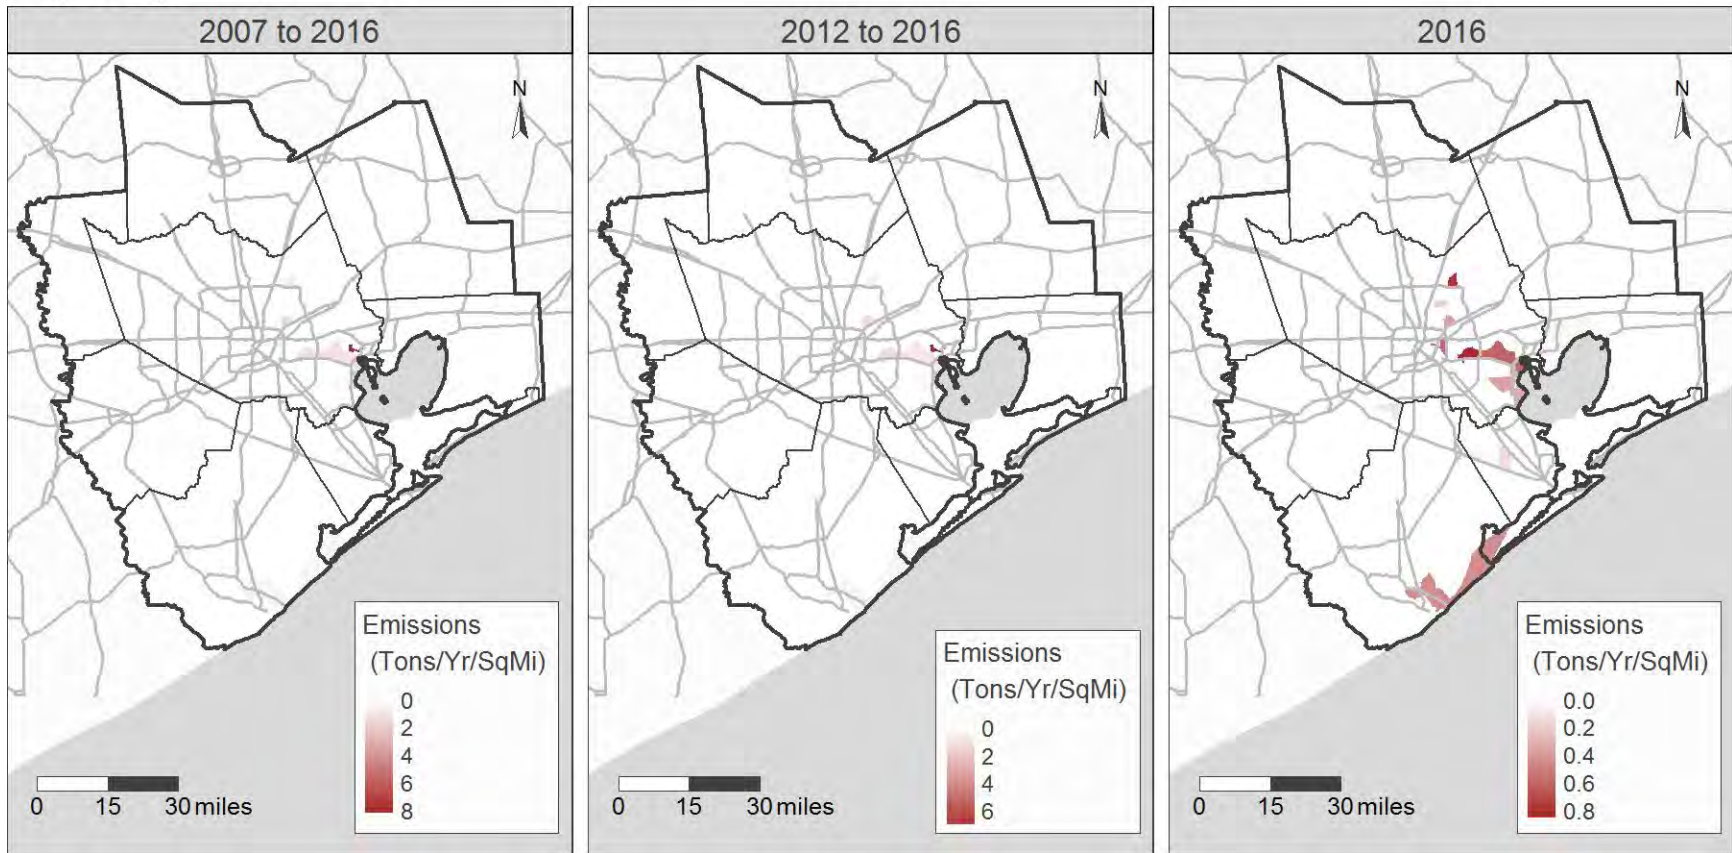 2007 to 2016
N
Emissions
(Tons/Yr/SqMi)
0
2
4
6
8
0 15 30 miles
2012 to 2016
N
Emissions
(Tons/Yr/SqMi)
0
2
4
6
0 15 30 miles
2016
N
Emissions
(Tons/Yr/SqMi)
0.0
0.2
0.4
0.6
0.8
0 15 30 miles